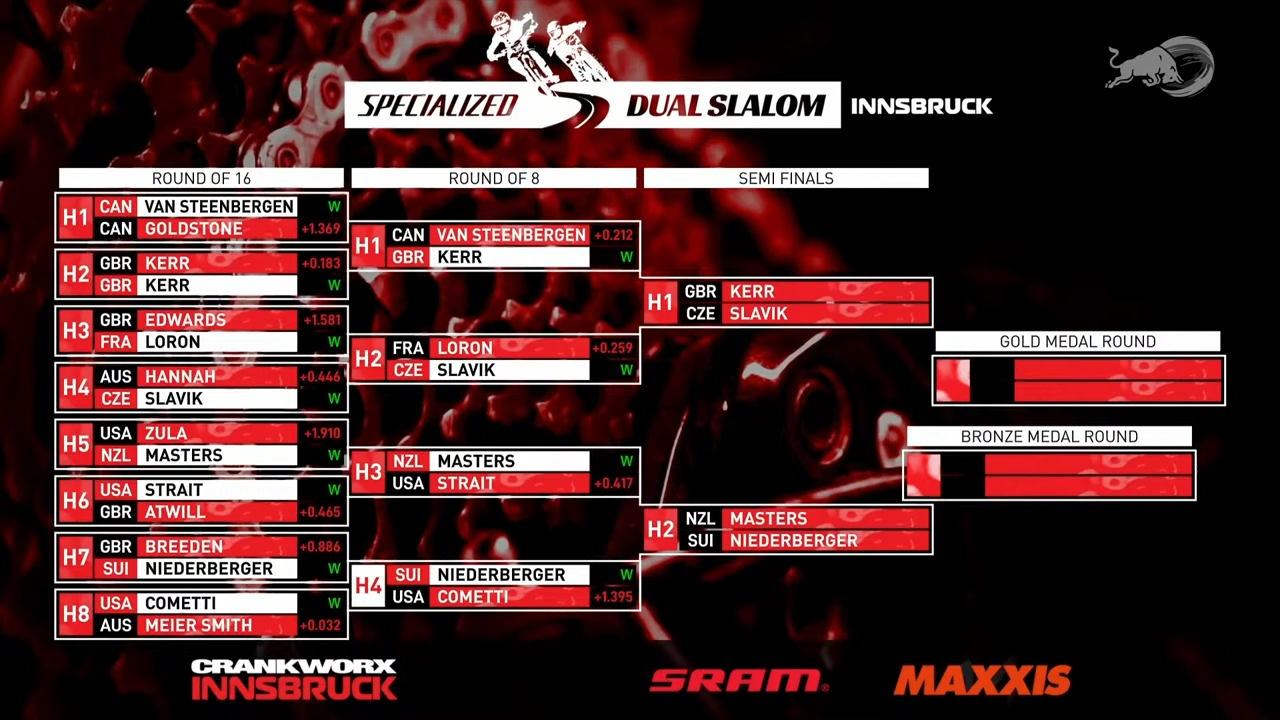 SPECIALIZED DUAL SLALOM INNSBRUCK
ROUND OF 16
H1
CAN VAN STEENBERGEN W
CAN GOLDSTONE +1.369
H2
GBR KERR +0.183
GBR KERR W
H3
GBR EDWARDS +1.581
FRA LORON W
H4
AUS HANNAH +0.446
CZE SLAVIK W
H5
USA ZULA +1.910
NZL MASTERS W
H6
USA STRAIT W
GBR ATWILL +0.465
H7
GBR BREEDEN +0.886
SUI NIEDERBERGER W
H8
USA COMETTI W
AUS MEIER SMITH +0.032
ROUND OF 8
H1
CAN VAN STEENBERGEN +0.212
GBR KERR W
H2
FRA LORON +0.259
CZE SLAVIK W
H3
NZL MASTERS W
USA STRAIT +0.417
H4
SUI NIEDERBERGER W
USA COMETTI +1.395
SEMI FINALS
H1
GBR KERR
CZE SLAVIK
H2
NZL MASTERS
SUI NIEDERBERGER
GOLD MEDAL ROUND
BRONZE MEDAL ROUND
CRANKWORX
INNSBRUCK
SRAM
MAXXIS